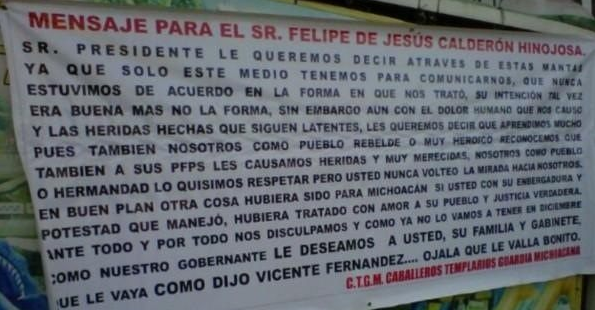 MENSAJE PARA EL SR. FELIPE DE JESÚS CALDERÓN HINOJOSA.
SR. PRESIDENTE LE QUEREMOS DECIR ATRAVES DE ESTAS MANTAS
YA QUE SOLO ESTE MEDIO TENEMOS PARA COMUNICARNOS, QUE NUNCA
ESTUVIMOS DE ACUERDO EN LA FORMA EN QUE NOS TRATÓ, SU INTENCIÓN TAL VEZ
ERA BUENA MAS NO LA FORMA, SIN EMBARGO AUN CON EL DOLOR HUMANO QUE NOS CAUSO
Y LAS HERIDAS HECHAS QUE SIGUEN LATENTES, LES QUEREMOS DECIR QUE APRENDIMOS MUCHO
PUES TAMBIEN NOSOTROS COMO PUEBLO REBELDE O MUY HEROICO RECONOCEMOS QUE
TAMBIEN A SUS PFPS LES CAUSAMOS HERIDAS Y MUY MERECIDAS, NOSOTROS COMO PUEBLO
O HERMANDAD LO QUISIMOS RESPETAR PERO USTED NUNCA VOLTEO LA MIRADA HACIA NOSOTROS.
EN BUEN PLAN OTRA COSA HUBIERA SIDO PARA MICHOACÁN SI USTED CON SU ENBERGADURA Y
POTESTAD QUE MANEJÓ, HUBIERA TRATADO CON AMOR A SU PUEBLO Y JUSTICIA VERDADERA.
ANTE TODO Y POR TODO NOS DISCULPAMOS Y COMO YA NO LO VAMOS A TENER EN DICIEMBRE
COMO NUESTRO GOBERNANTE LE DESEAMOS A USTED, SU FAMILIA Y GABINETE,
QUE LE VAYA COMO DIJO VICENTE FERNANDEZ.... OJALA QUE LE VALLA BONITO.
C.T.G.M. CABALLEROS TEMPLARIOS GUARDIA MICHOACANA